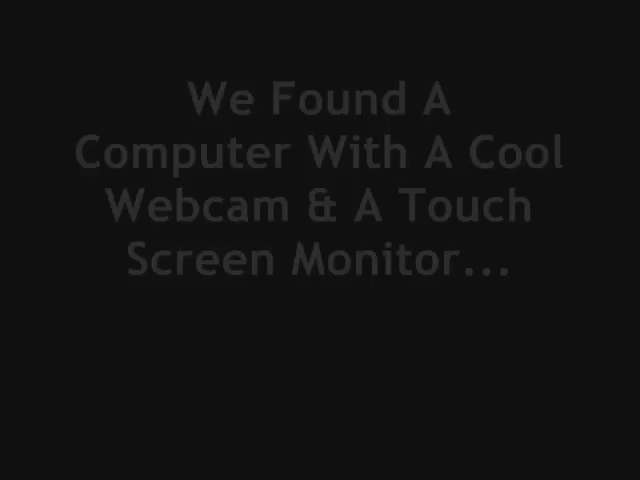 We Found A
Computer With A Cool
Webcam & A Touch
Screen Monitor...